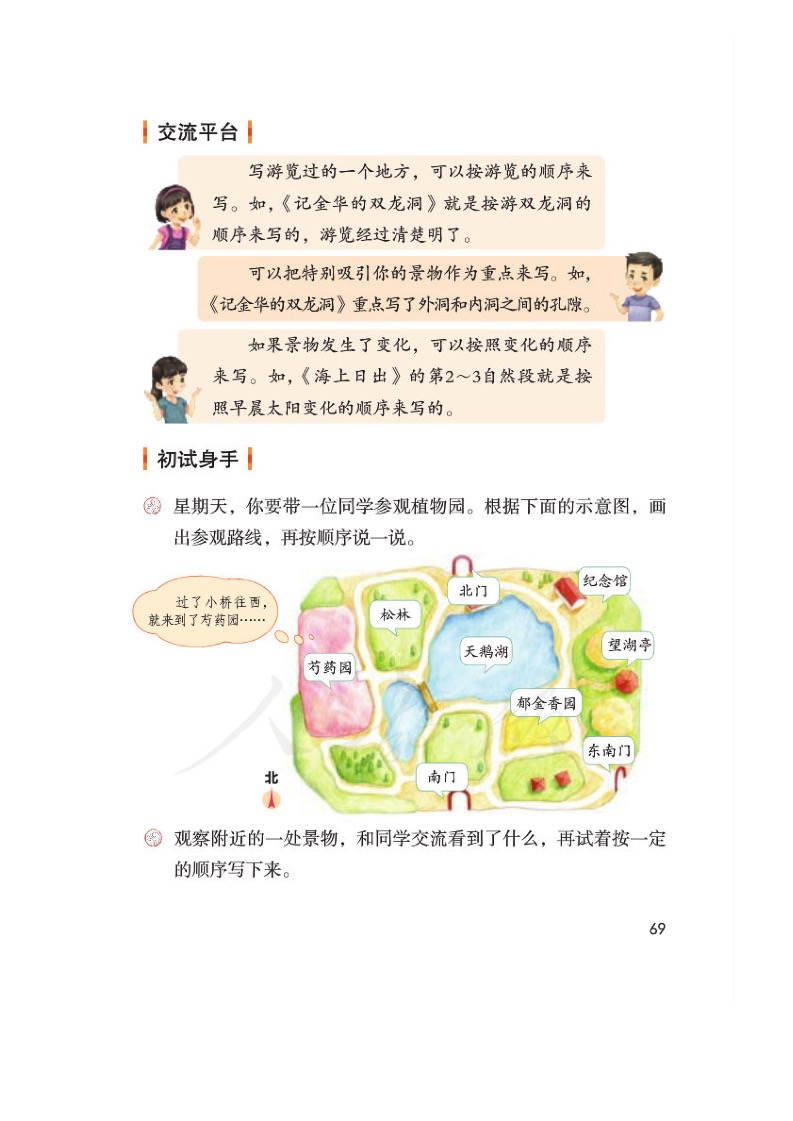 交流平台
写游览过的一个地方，可以按游览的顺序来
写。如，《记金华的双龙洞》就是按游双龙洞的
顺序来写的，游览经过清楚明了。
可以把特别吸引你的景物作为重点来写。如，
《记金华的双龙洞》重点写了外洞和内洞之间的孔隙。
如果景物发生了变化，可以按照变化的顺序
来写。如，《海上日出》的第2～3自然段就是按
照早晨太阳变化的顺序来写的。
初试身手
星期天，你要带一位同学参观植物园。根据下面的示意图，画
出参观路线，再按顺序说一说。
过了小桥往西，
就来到了芍药园……
北门
纪念馆
松林
天鹅湖
望湖亭
芍药园
郁金香园
东南门
南门
北
观察附近的一处景物，和同学交流看到了什么，再试着按一定
的顺序写下来。
69